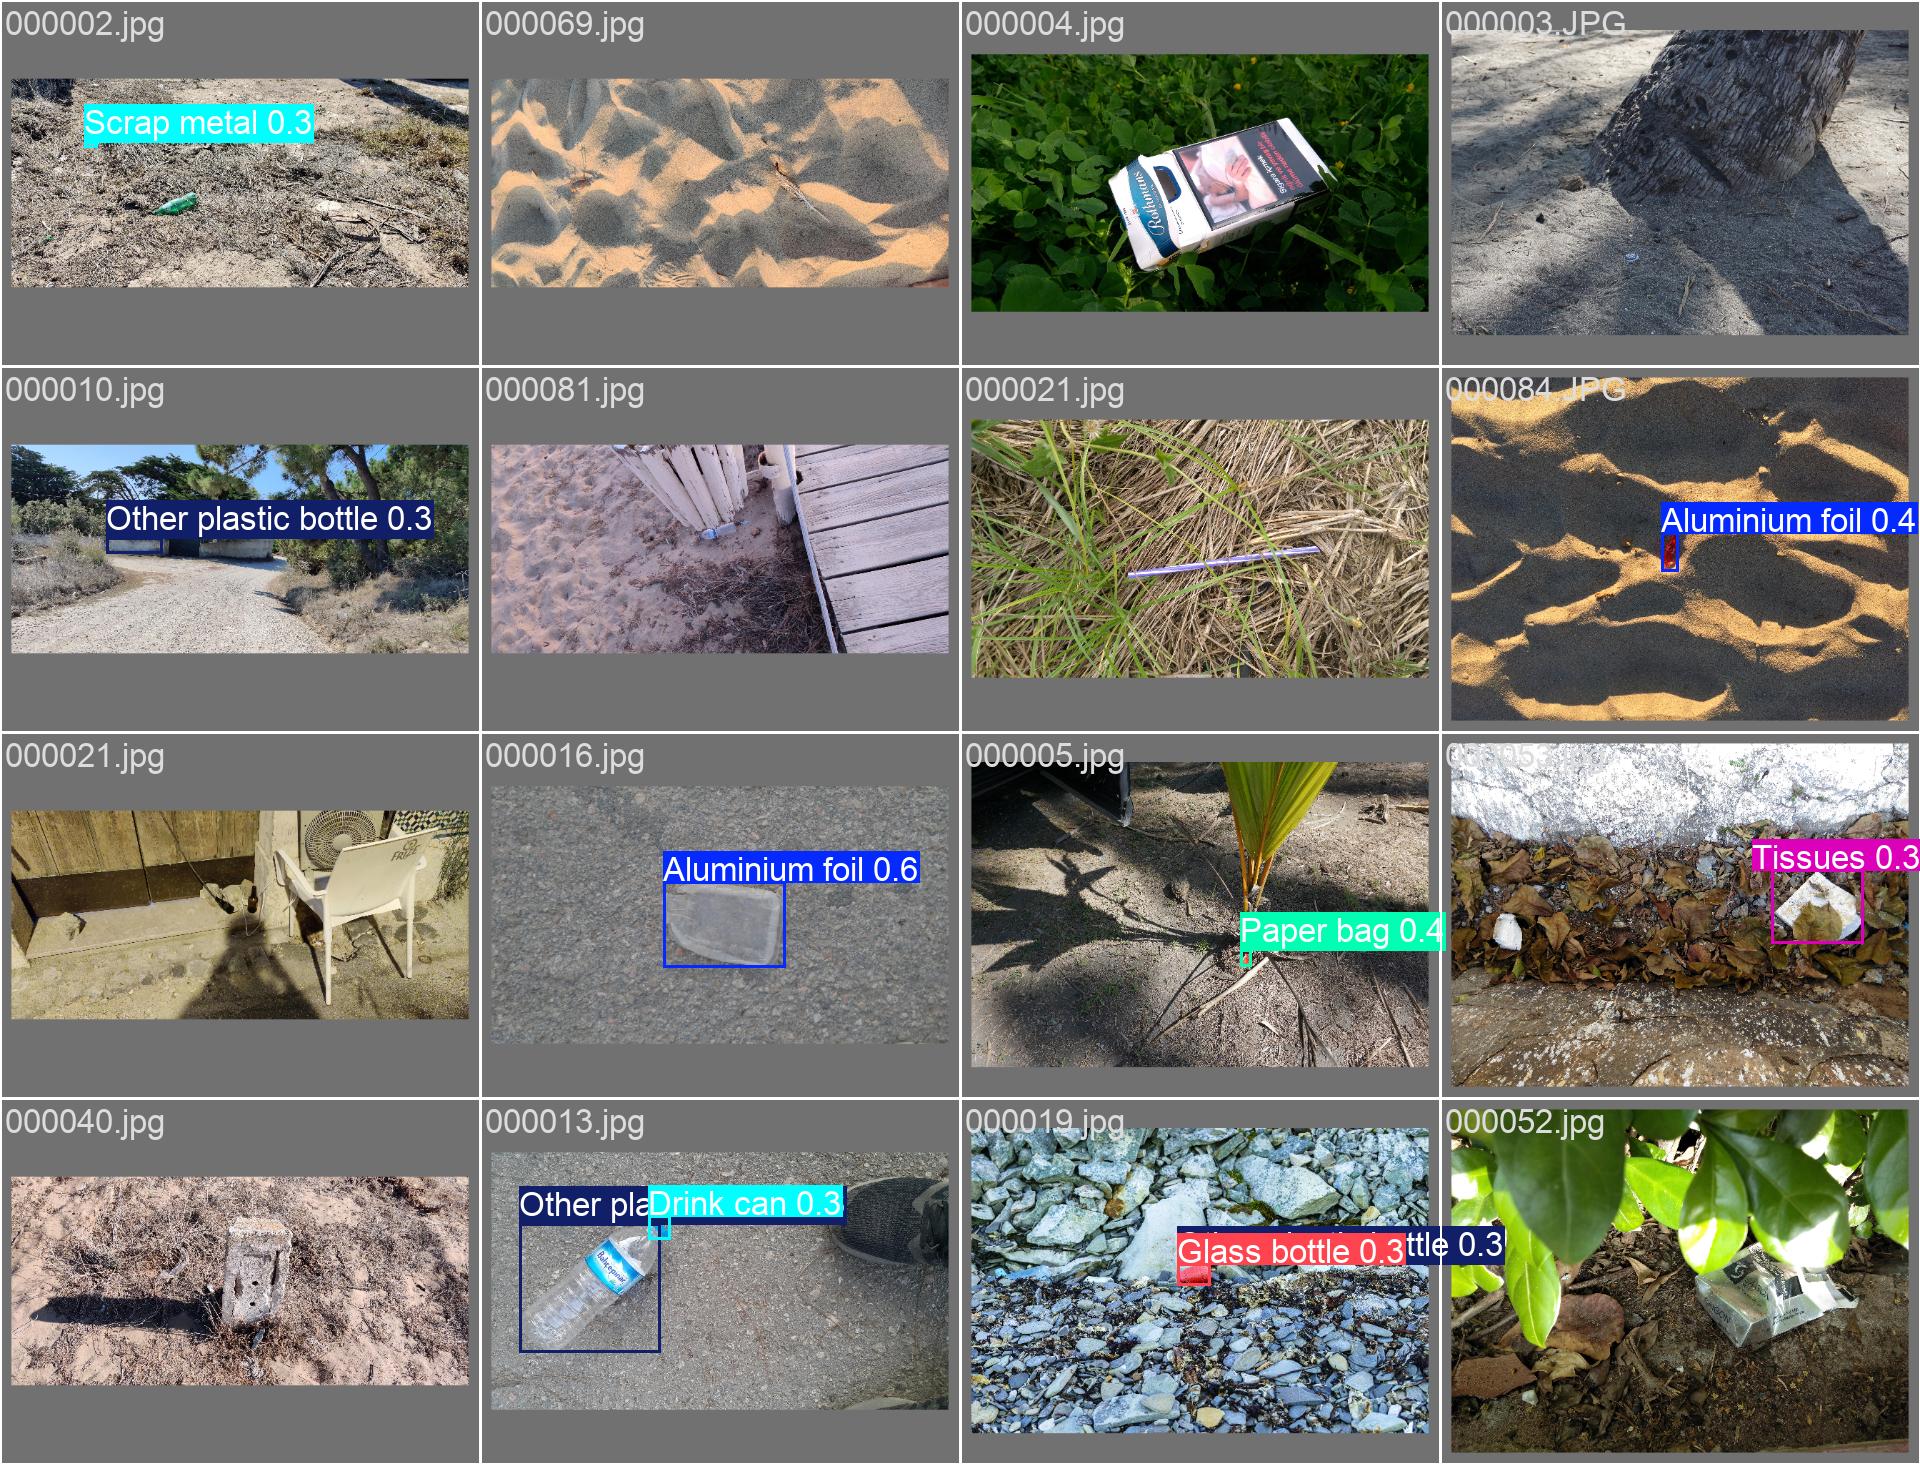 000002.jpg
Scrap metal 0.3
000069.jpg
000004.jpg
Rothmans
000003.JPG
000010.jpg
Other plastic bottle 0.3
000081.jpg
000021.jpg
000084.JPG
Aluminium foil 0.4
000021.jpg
000016.jpg
Aluminium foil 0.6
000005.jpg
Paper bag 0.4
Tissues 0.3
000040.jpg
000013.jpg
Other pla
Drink can 0.3
000019.jpg
Glass bottle 0.3
ttle 0.3
000052.jpg